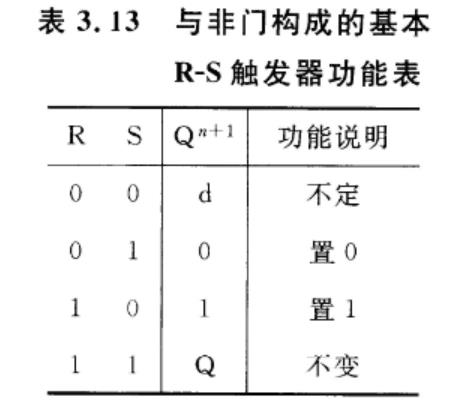 表 3.13 与非门构成的基本
R-S 触发器功能表
R S Qⁿ⁺¹ 功能说明
0 0 d 不定
0 1 0 置 0
1 0 1 置 1
1 1 Q 不变